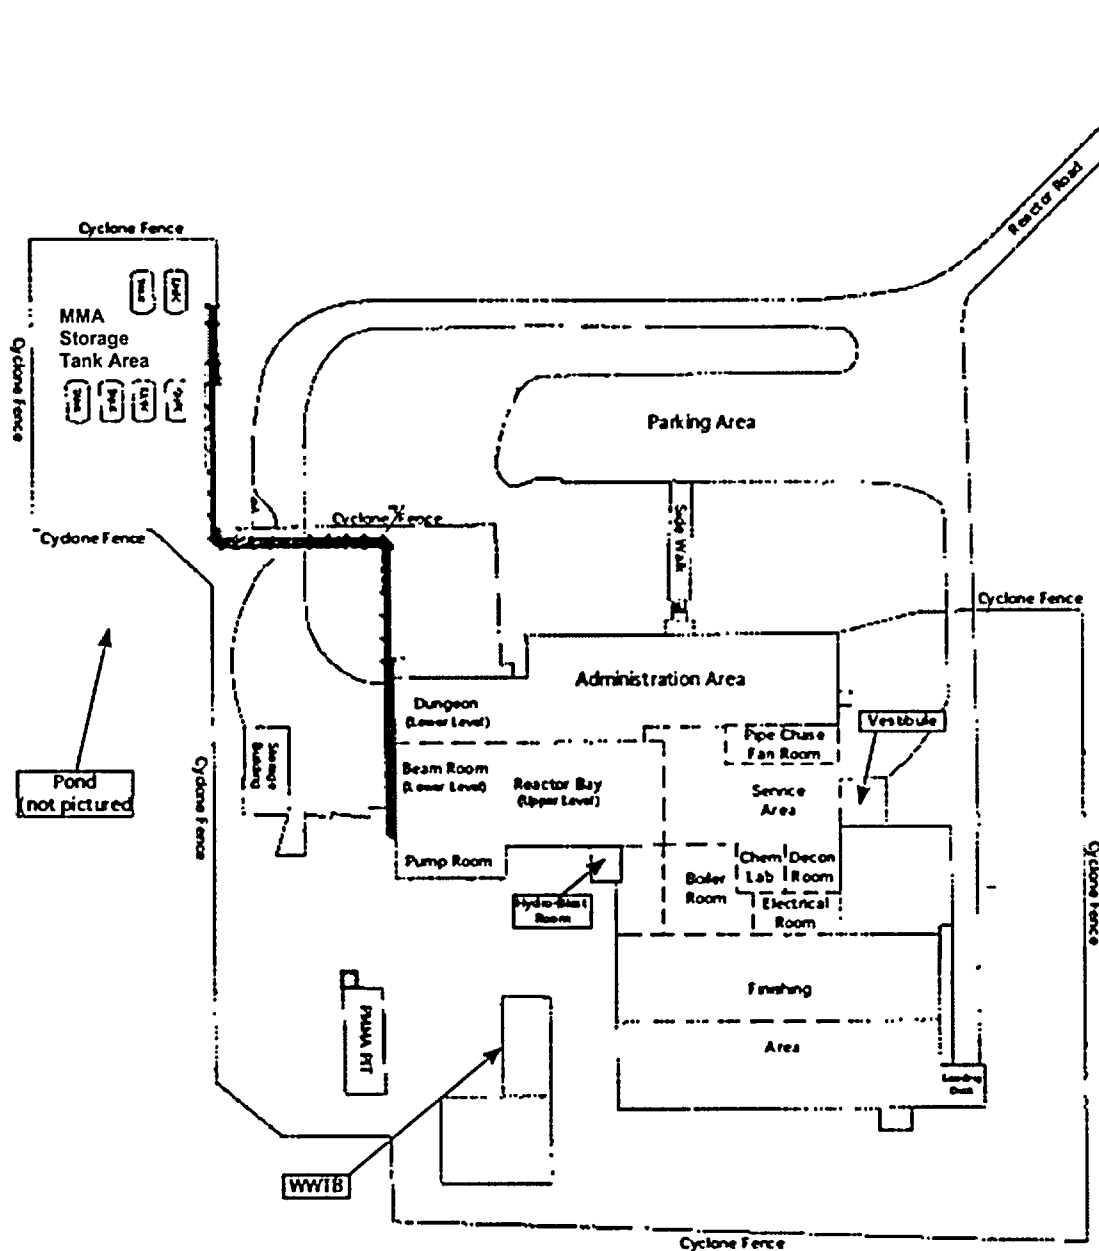 Reactor Road
Cyclone Fence
MMA
Storage
Tank Area
Cyclone Fence
Parking Area
Side Walk
Cyclone Fence
Cyclone Fence
Cyclone Fence
Administration Area
Dungeon
(Lower Level)
Vestibule
Pipe Chase
Fan Room
Storage
Building
Beam Room
(Lower Level)
Reactor Bay
(Upper Level)
Service
Area
Pond
(not pictured
Cyclone Fence
Pump Room
Chem
Lab
Decon
Room
Boiler
Room
Electrical
Room
Hydro-Blast
Room
Cyclone Fence
Finishing
Area
PMMA PIT
Loading
Dock
WWTB
Cyclone Fence